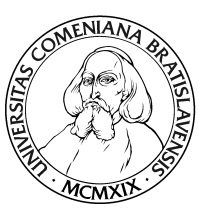 UNIVERSITAS COMENIANA BRATISLAVENSIS
· MCMXIX ·